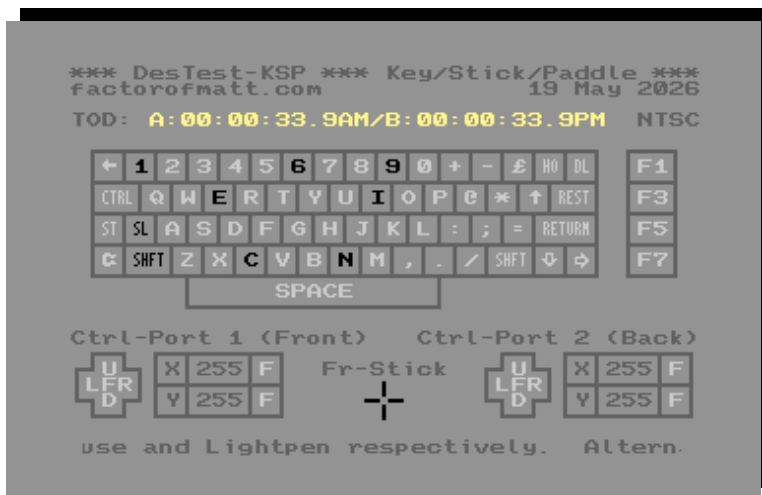 *** DesTest-KSP *** Key/Stick/Paddle ***
factorofmatt.com 19 May 2026
TOD: A:00:00:33.9AM/B:00:00:33.9PM NTSC
← 1 2 3 4 5 6 7 8 9 0 + - £ HO DL F1
CTRL Q W E R T Y U I O P @ * ↑ REST F3
ST SL A S D F G H J K L : ; = RETURN F5
C= SHFT Z X C V B N M , . / SHFT ⇩ ⇨ F7
SPACE
Ctrl-Port 1 (Front) Ctrl-Port 2 (Back)
U X 255 F Fr-Stick U X 255 F
LFR LFR
D Y 255 F D Y 255 F
use and Lightpen respectively. Altern